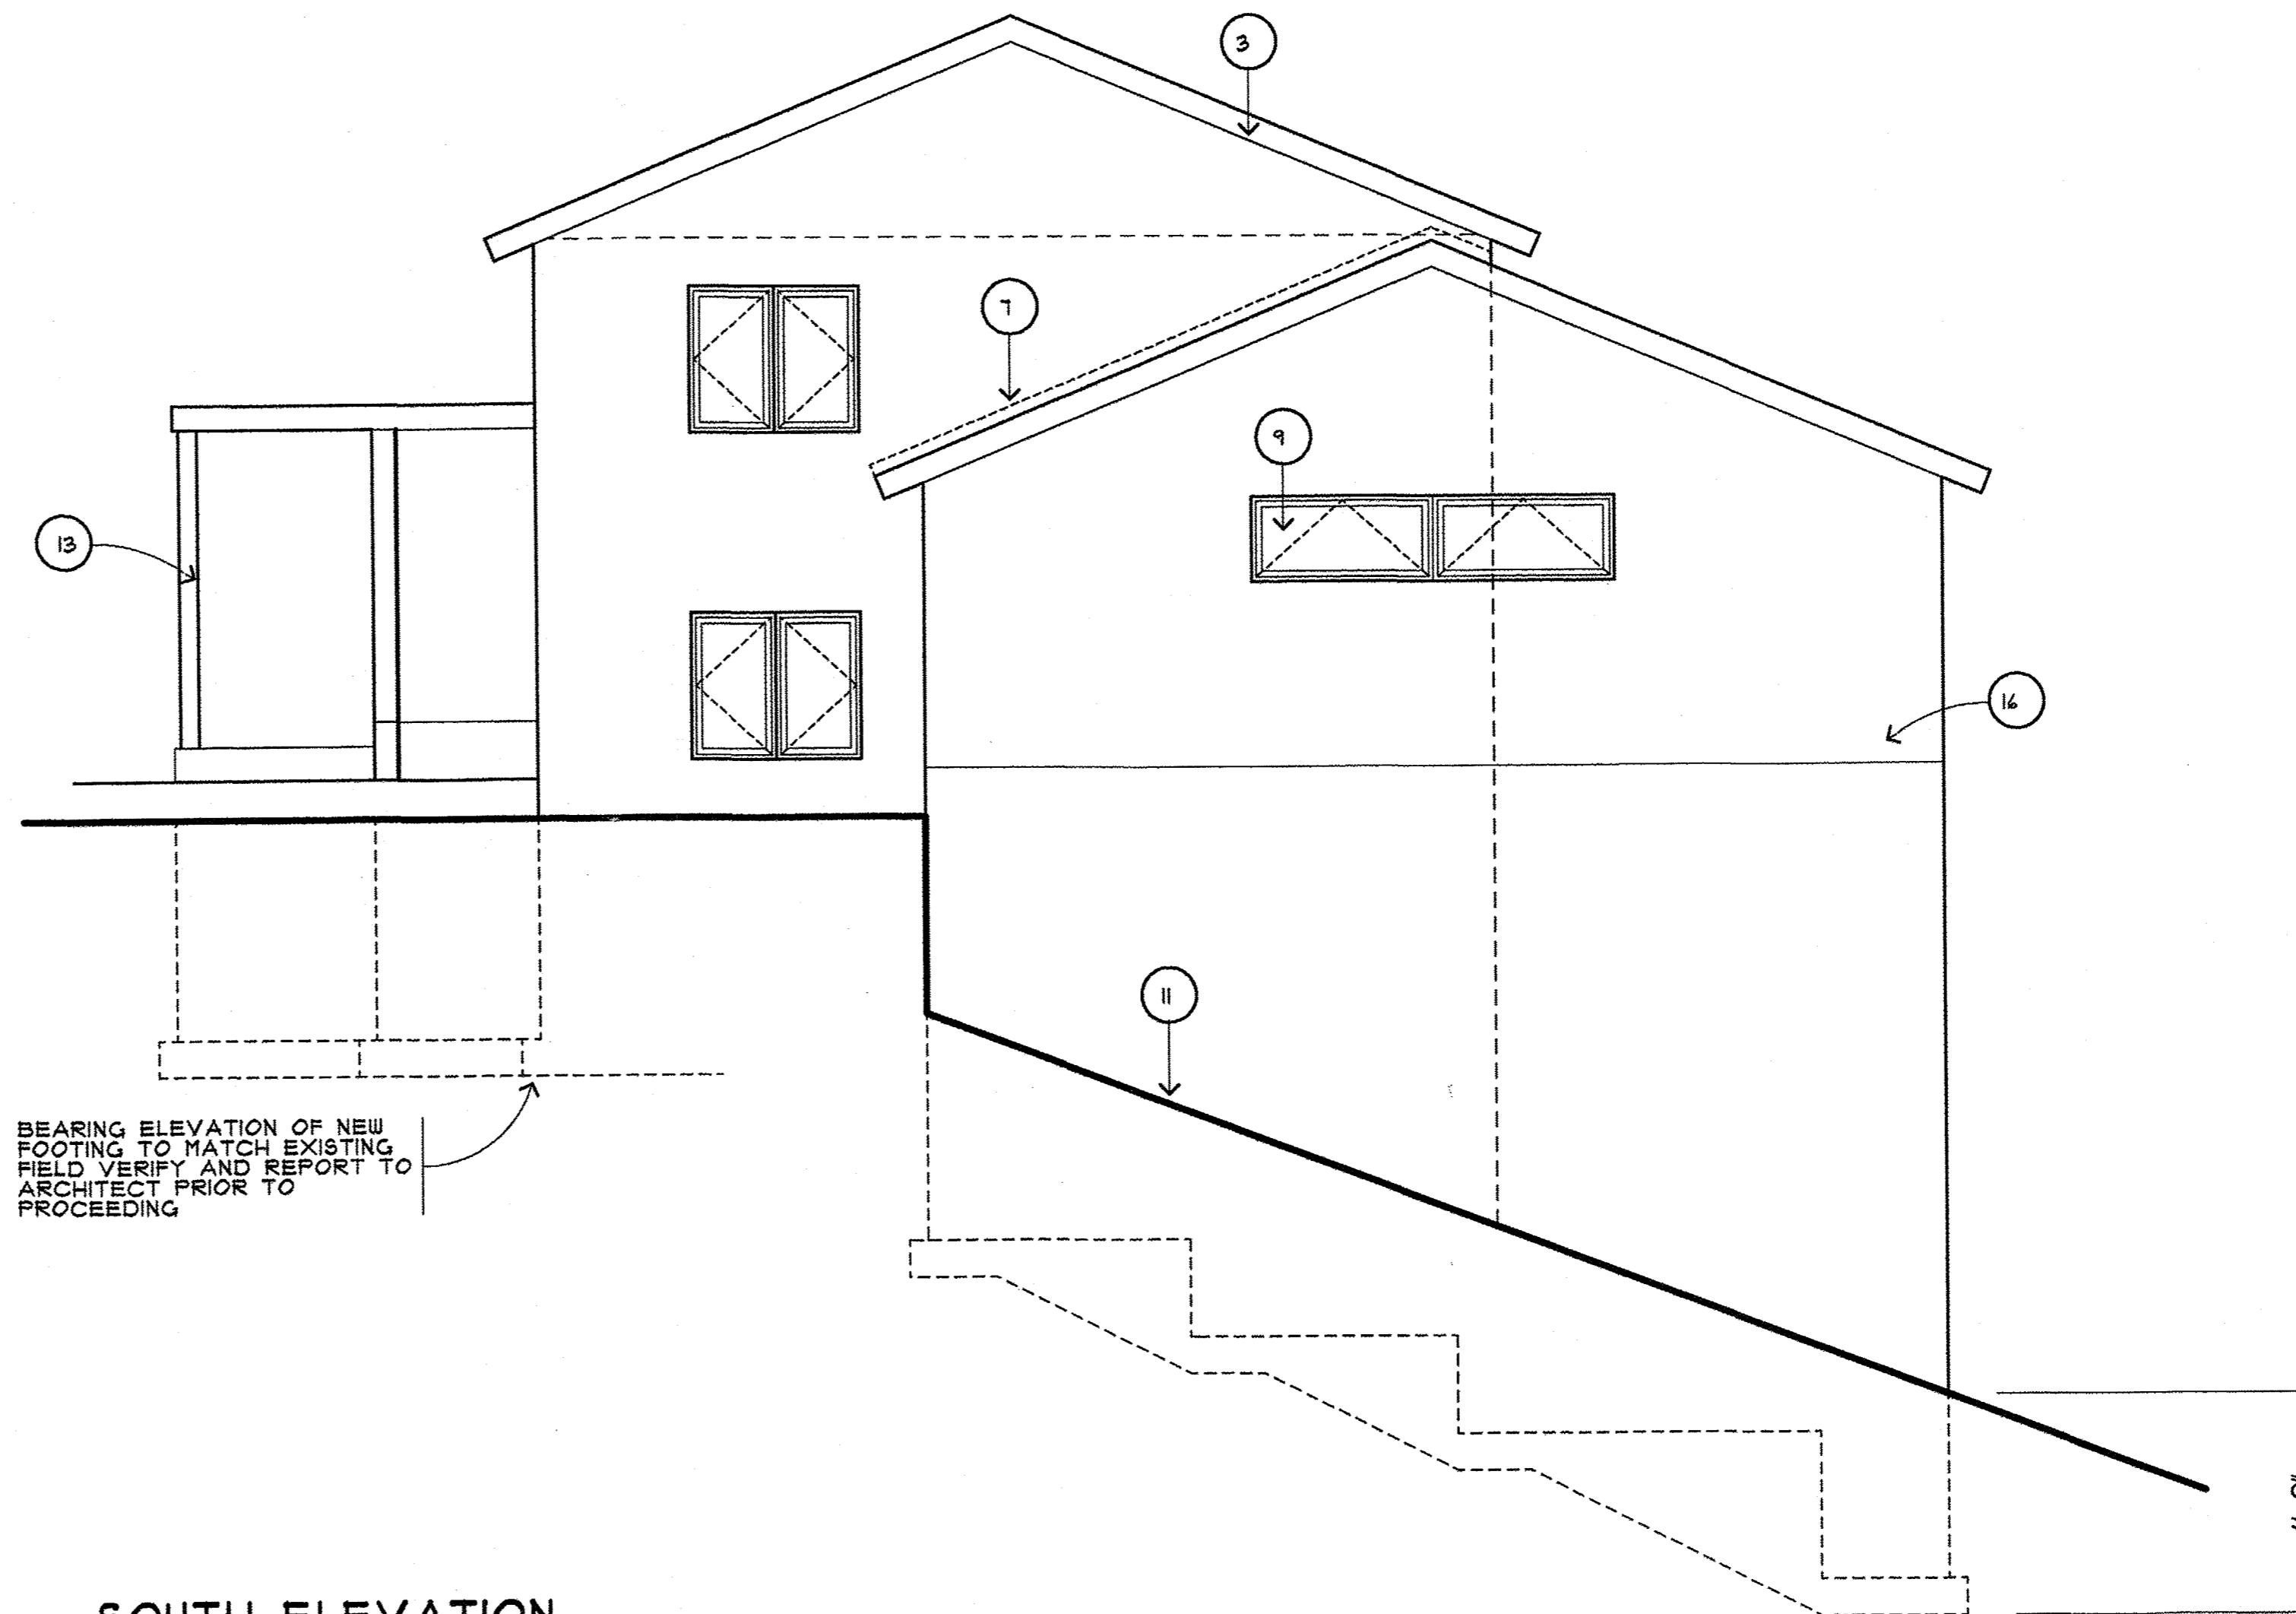 3
7
9
13
16
11
BEARING ELEVATION OF NEW
FOOTING TO MATCH EXISTING
FIELD VERIFY AND REPORT TO
ARCHITECT PRIOR TO
PROCEEDING
SOUTH ELEVATION